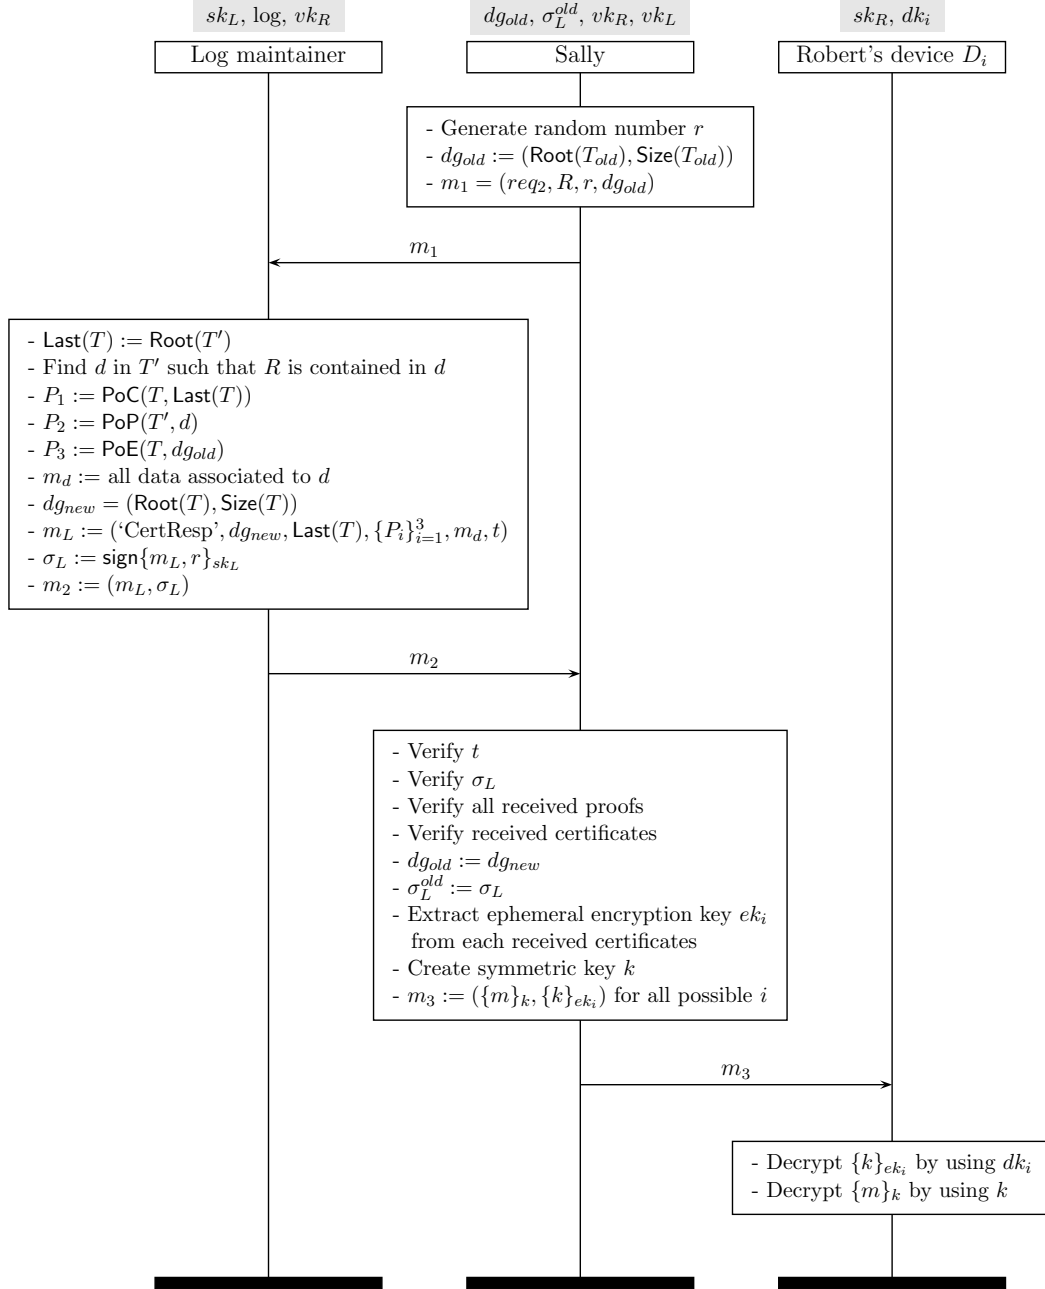 sk_L, log, vk_R
dg_old, σ_L^old, vk_R, vk_L
sk_R, dk_i
Log maintainer
Sally
Robert's device D_i
- Generate random number r
- dg_old := (Root(T_old), Size(T_old))
- m_1 = (req_2, R, r, dg_old)
m_1
- Last(T) := Root(T′)
- Find d in T′ such that R is contained in d
- P_1 := PoC(T, Last(T))
- P_2 := PoP(T′, d)
- P_3 := PoE(T, dg_old)
- m_d := all data associated to d
- dg_new = (Root(T), Size(T))
- m_L := (‘CertResp’, dg_new, Last(T), {P_i}_{i=1}^3, m_d, t)
- σ_L := sign{m_L, r}_{sk_L}
- m_2 := (m_L, σ_L)
m_2
- Verify t
- Verify σ_L
- Verify all received proofs
- Verify received certificates
- dg_old := dg_new
- σ_L^old := σ_L
- Extract ephemeral encryption key ek_i
from each received certificates
- Create symmetric key k
- m_3 := ({m}_k, {k}_{ek_i}) for all possible i
m_3
- Decrypt {k}_{ek_i} by using dk_i
- Decrypt {m}_k by using k